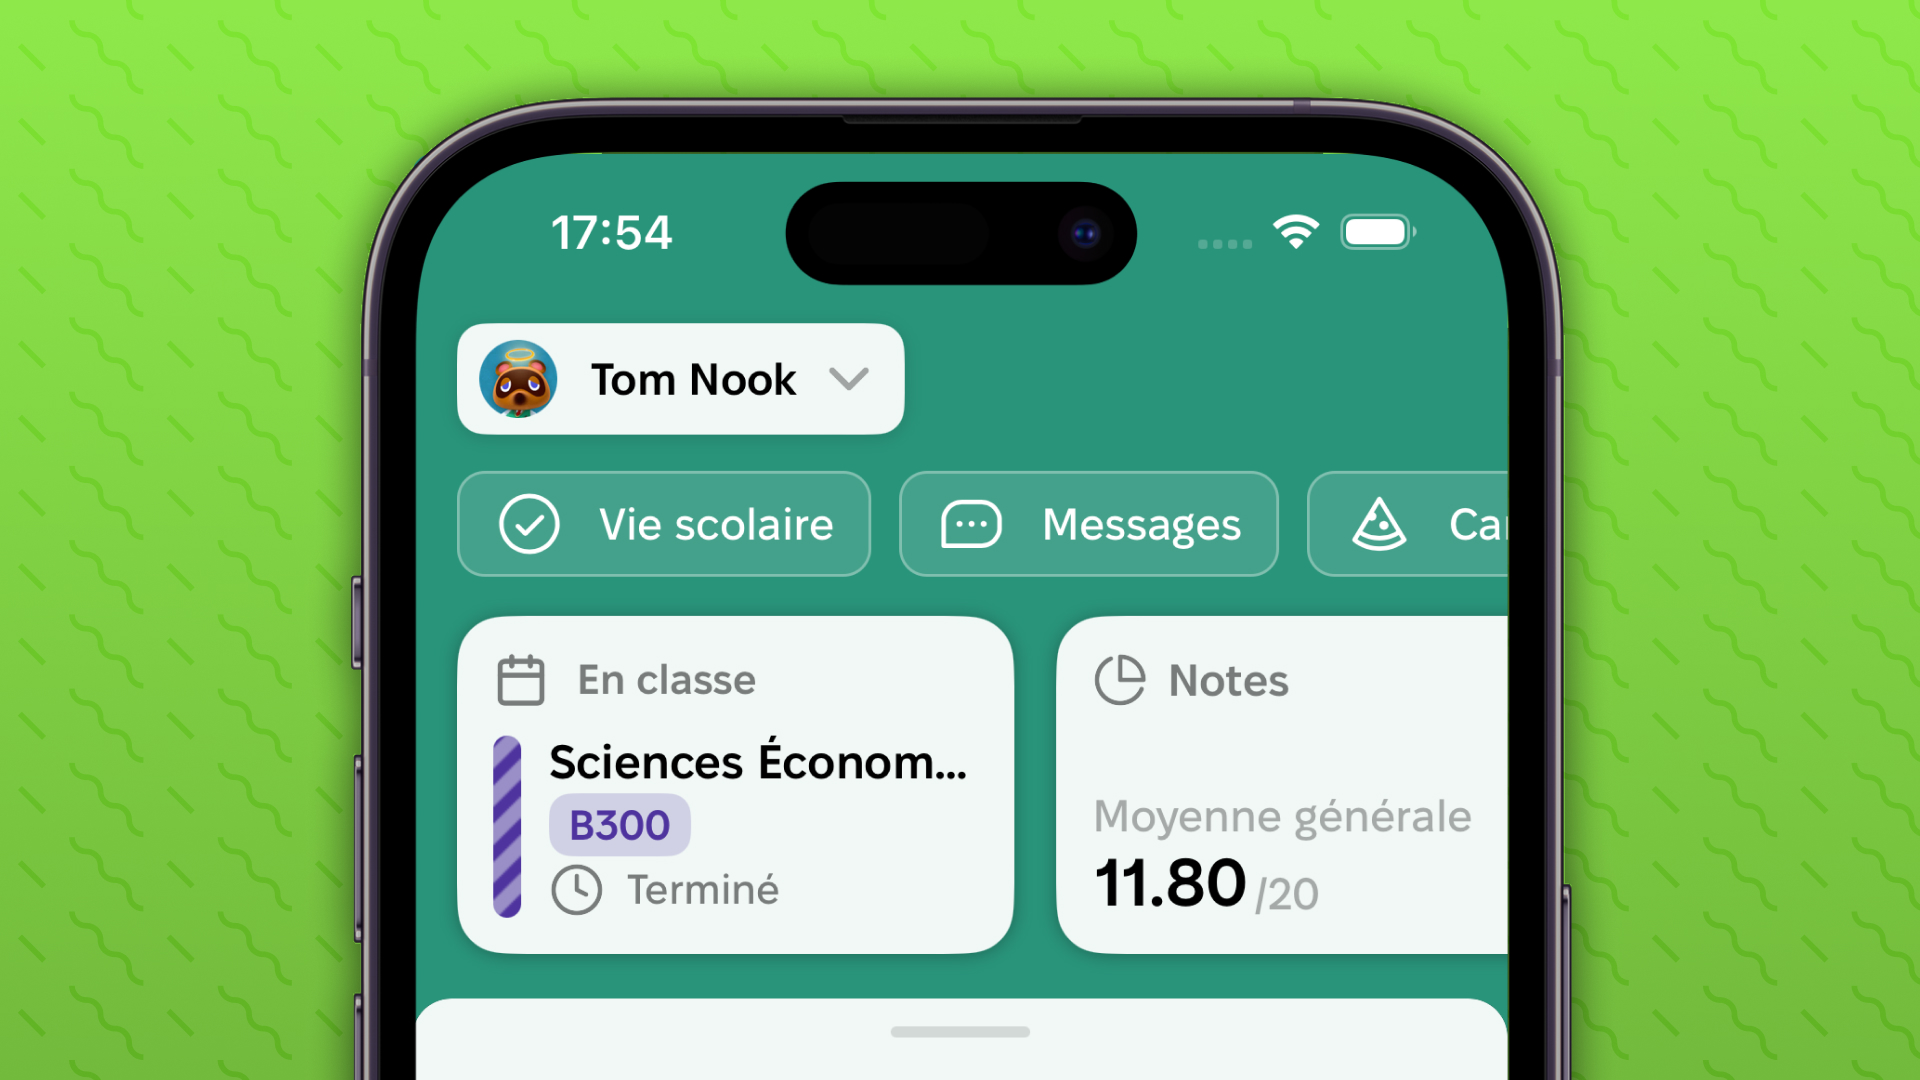 17:54
Tom Nook
Vie scolaire
Messages
En classe
Sciences Économ...
B300
Terminé
Notes
Moyenne générale
11.80 /20